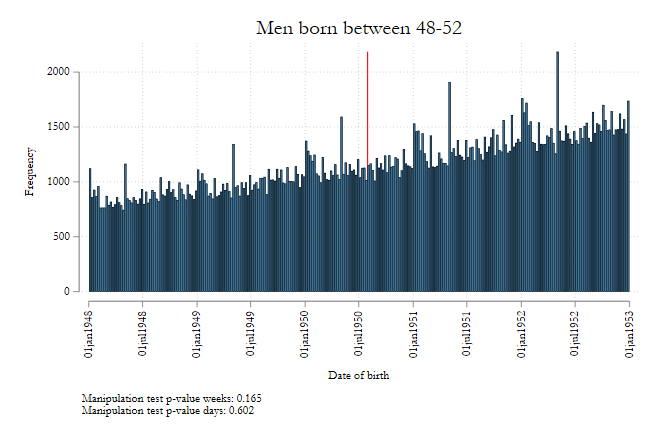 Men born between 48-52
Frequency
2000
1500
1000
500
0
01jan1948
01jul1948
01jan1949
01jul1949
01jan1950
01jul1950
01jan1951
01jul1951
01jan1952
01jul1952
01jan1953
Date of birth
Manipulation test p-value weeks: 0.165
Manipulation test p-value days: 0.602